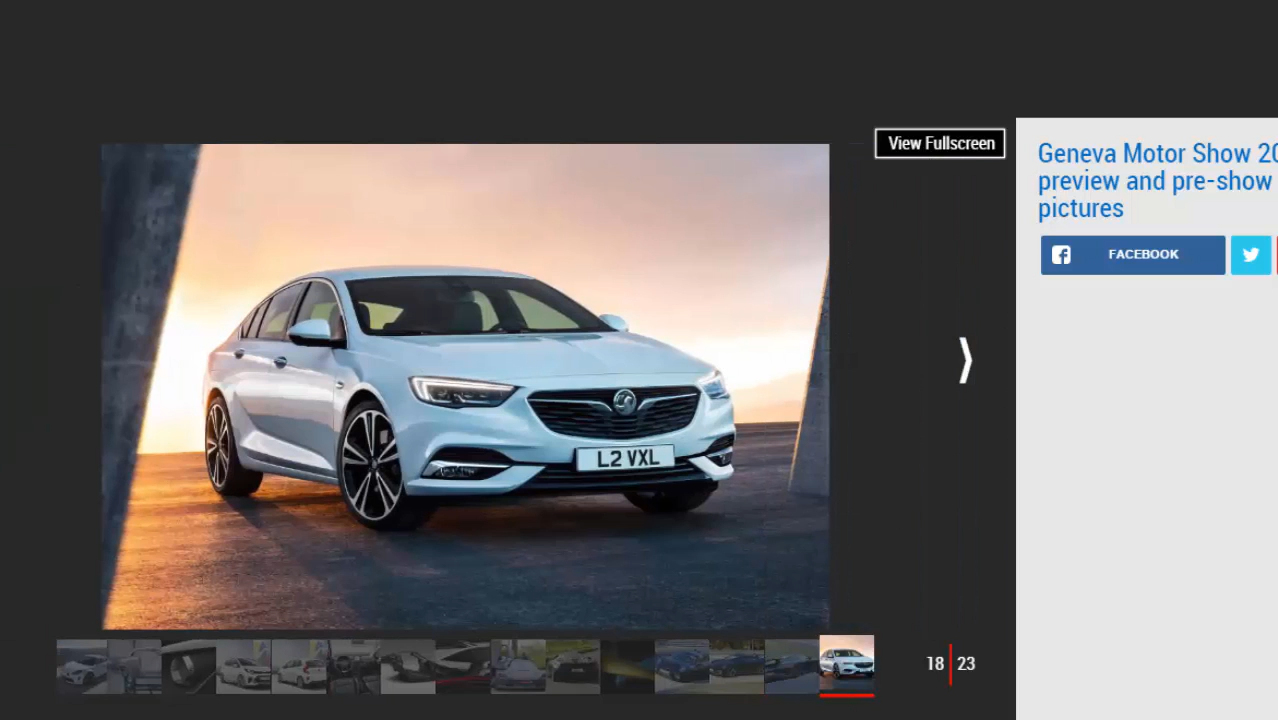 View Fullscreen
Geneva Motor Show 20
preview and pre-show
pictures
FACEBOOK
L2 VXL
18 23